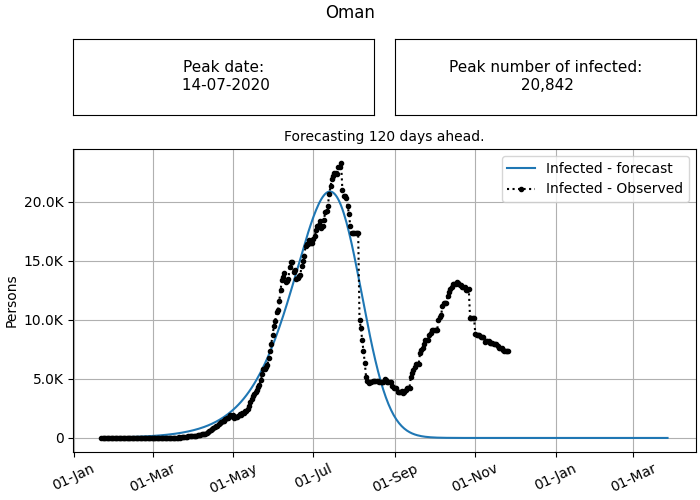 Oman
Peak date:
14-07-2020
Peak number of infected:
20,842
Forecasting 120 days ahead.
Infected - forecast
Infected - Observed
Persons
20.0K
15.0K
10.0K
5.0K
0
01-Jan
01-Mar
01-May
01-Jul
01-Sep
01-Nov
01-Jan
01-Mar